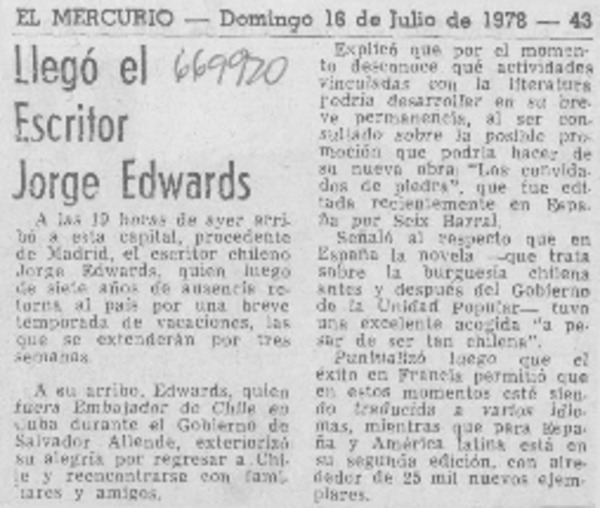 EL MERCURIO — Domingo 16 de Julio de 1978 — 43
Llegó el
669920
Escritor
Jorge Edwards
A las 19 horas de ayer arri-
bó a esta capital, procedente
de Madrid, el escritor chileno
Jorge Edwards, quien luego
de siete años de ausencia re-
torna al país por una breve
temporada de vacaciones, las
que se extenderán por tres
semanas.
A su arribo, Edwards, quien
fuera Embajador de Chile en
Cuba durante el Gobierno de
Salvador Allende, exteriorizó
su alegría por regresar a Chi-
le y reencontrarse con fami-
liares y amigos.
Explicó que por el momen-
to desconoce qué actividades
vinculadas con la literatura
podría desarrollar en su bre-
ve permanencia, al ser con-
sultado sobre la posible pro-
moción que podría hacer de
su nueva obra "Los convida-
dos de piedra", que fue edi-
tada recientemente en Espa-
ña por Seix Barral.
Señaló al respecto que en
España la novela —que trata
sobre la burguesía chilena
antes y después del Gobierno
de la Unidad Popular— tuvo
una excelente acogida "a pe-
sar de ser tan chilena".
Puntualizó luego que el
éxito en Francia permitió que
en estos momentos esté sien-
do traducida a varios idio-
mas, mientras que para Espa-
ña y América latina está en
su segunda edición, con alre-
dedor de 25 mil nuevos ejem-
plares.